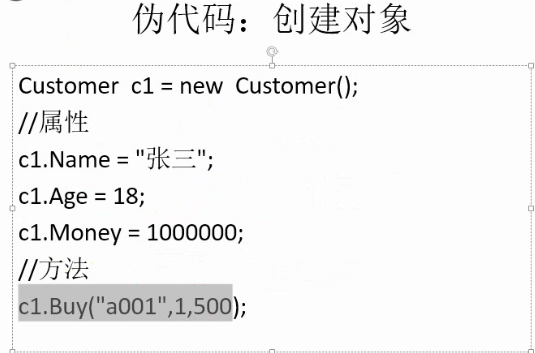 伪代码：创建对象
Customer c1 = new Customer();
//属性
c1.Name = "张三";
c1.Age = 18;
c1.Money = 1000000;
//方法
c1.Buy("a001",1,500);